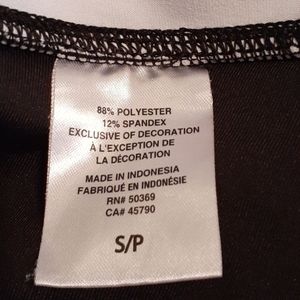 88% POLYESTER
12% SPANDEX
EXCLUSIVE OF DECORATION
À L'EXCEPTION DE
LA DÉCORATION
MADE IN INDONESIA
FABRIQUÉ EN INDONÉSIE
RN# 50369
CA# 45790
S/P